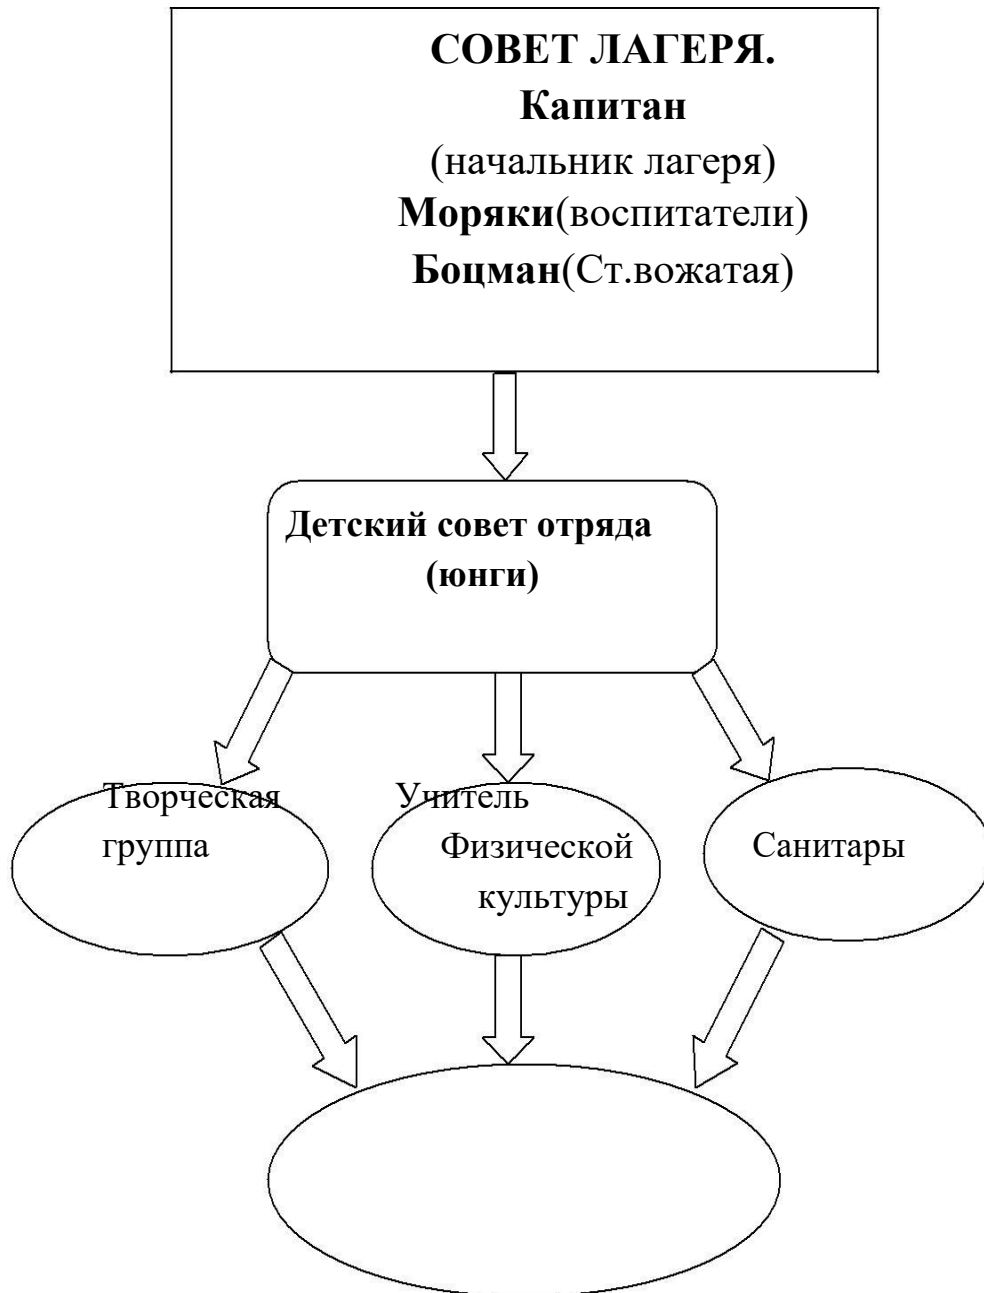 СОВЕТ ЛАГЕРЯ.
Капитан
(начальник лагеря)
Моряки(воспитатели)
Боцман(Ст.вожатая)
Детский совет отряда
(юнги)
Творческая
группа
Учитель
Физической
культуры
Санитары